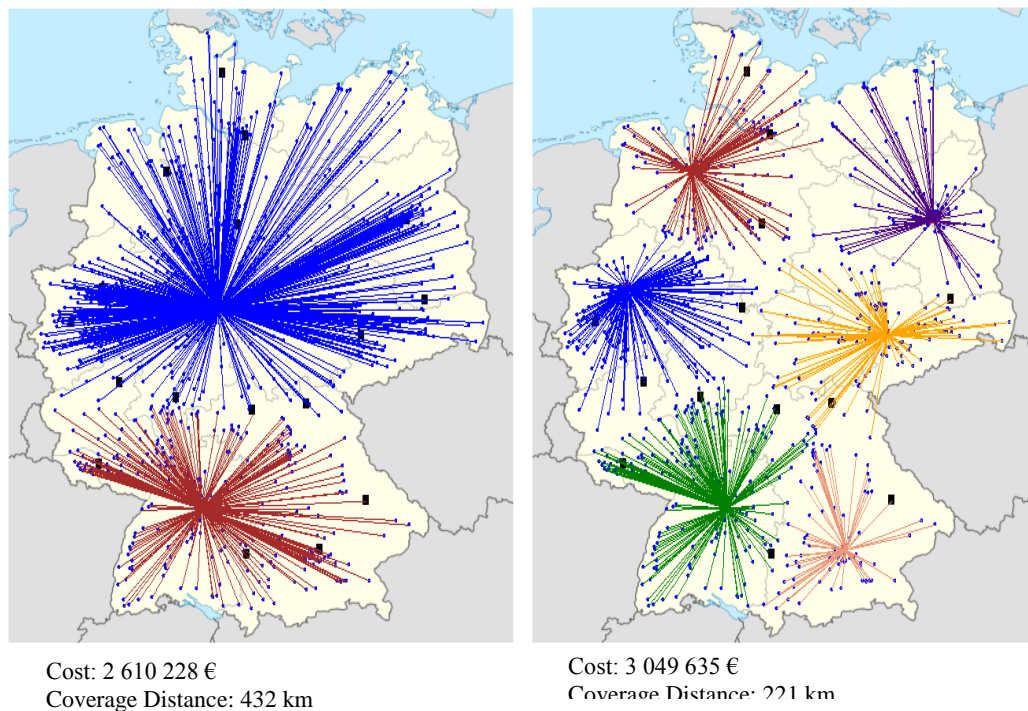 Cost: 2 610 228 €
Coverage Distance: 432 km
Cost: 3 049 635 €
Coverage Distance: 221 km